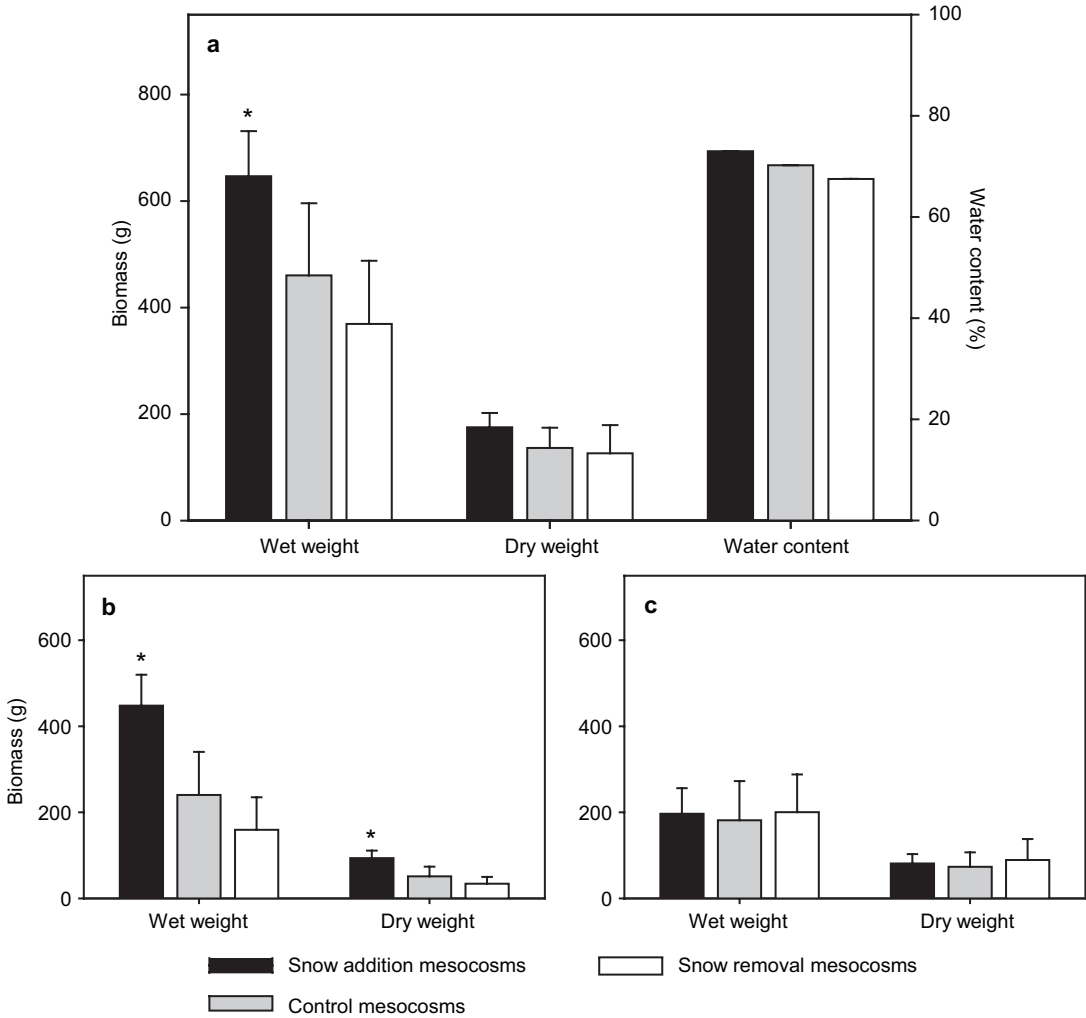 a
*
800
600
400
200
0
Biomass (g)
100
80
60
40
20
0
Water content (%)
Wet weight
Dry weight
Water content
b
*
*
600
400
200
0
Biomass (g)
Wet weight
Dry weight
c
600
400
200
0
Wet weight
Dry weight
Snow addition mesocosms
Snow removal mesocosms
Control mesocosms